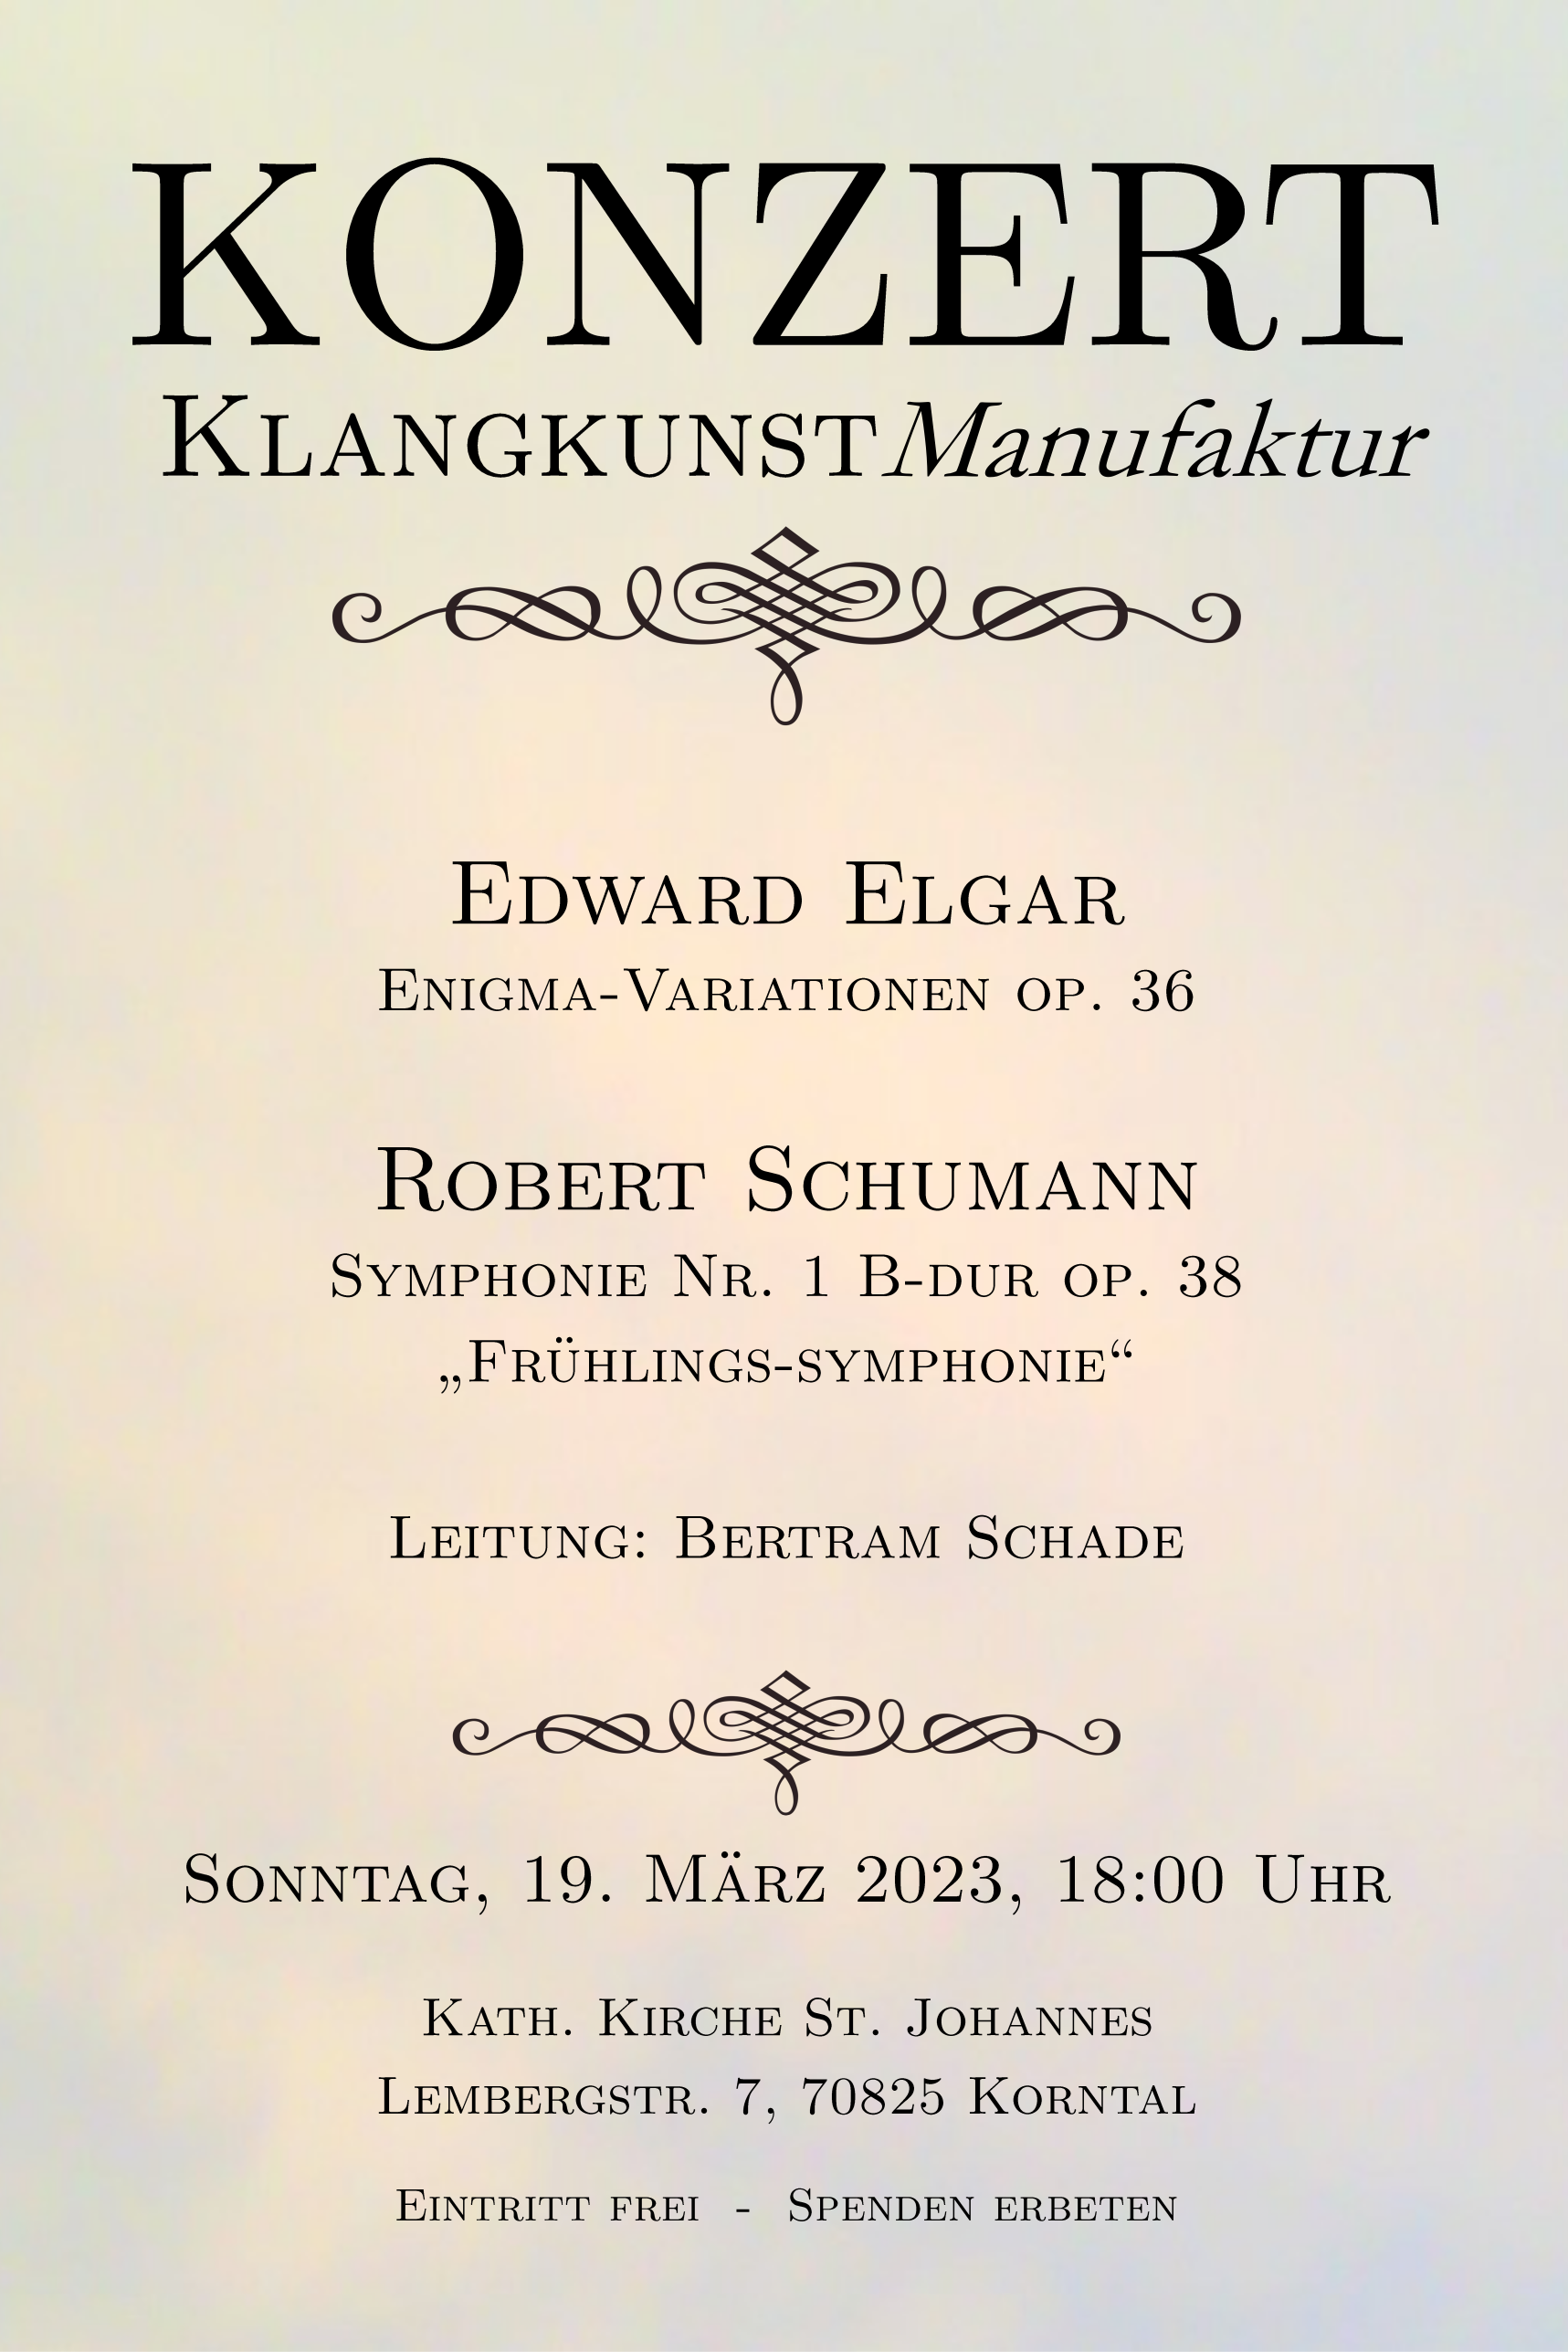 KONZERT
KLANGKUNSTManufaktur
EDWARD ELGAR
ENIGMA-VARIATIONEN OP. 36
ROBERT SCHUMANN
SYMPHONIE NR. 1 B-DUR OP. 38
„FRÜHLINGS-SYMPHONIE“
LEITUNG: BERTRAM SCHADE
SONNTAG, 19. MÄRZ 2023, 18:00 UHR
KATH. KIRCHE ST. JOHANNES
LEMBERGSTR. 7, 70825 KORNTAL
EINTRITT FREI - SPENDEN ERBETEN